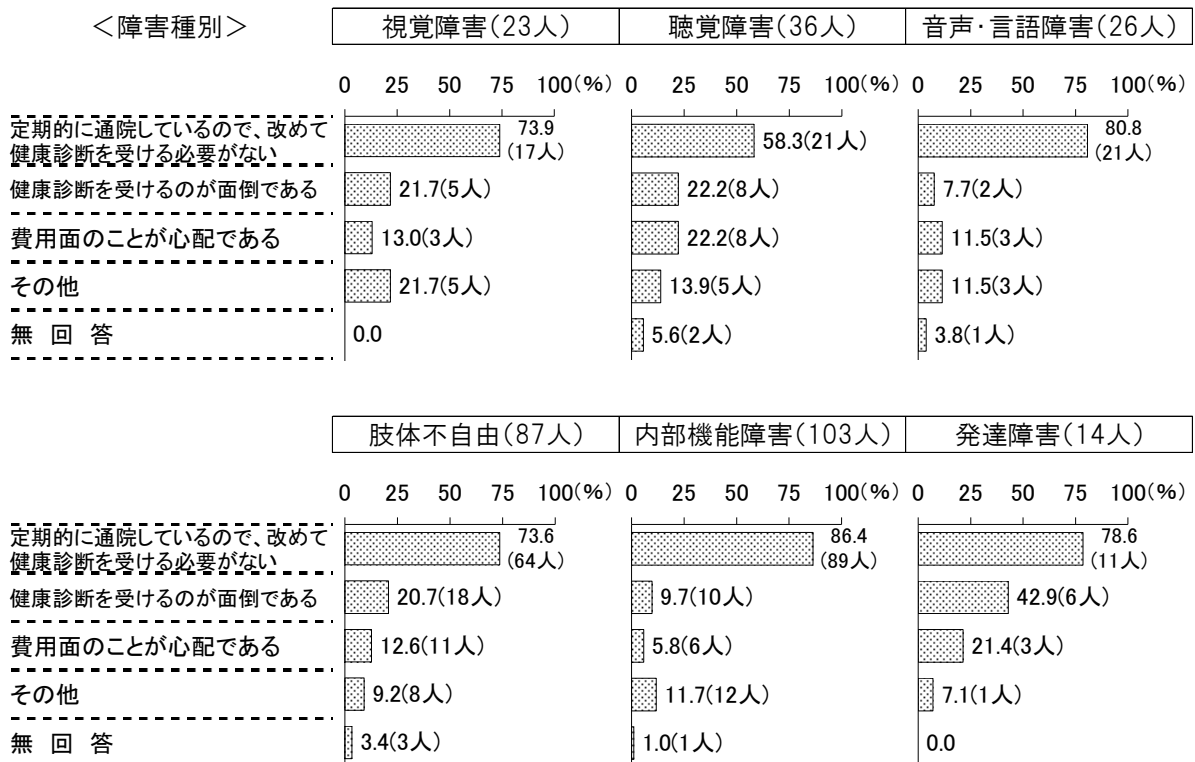 ＜障害種別＞
視覚障害(23人) 聴覚障害(36人) 音声・言語障害(26人)
0 25 50 75 100(%) 0 25 50 75 100(%) 0 25 50 75 100(%)
定期的に通院しているので、改めて
健康診断を受ける必要がない
73.9
(17人)
58.3(21人)
80.8
(21人)
健康診断を受けるのが面倒である 21.7(5人) 22.2(8人) 7.7(2人)
費用面のことが心配である 13.0(3人) 22.2(8人) 11.5(3人)
その他 21.7(5人) 13.9(5人) 11.5(3人)
無 回 答 0.0 5.6(2人) 3.8(1人)
肢体不自由(87人) 内部機能障害(103人) 発達障害(14人)
0 25 50 75 100(%) 0 25 50 75 100(%) 0 25 50 75 100(%)
定期的に通院しているので、改めて
健康診断を受ける必要がない
73.6
(64人)
86.4
(89人)
78.6
(11人)
健康診断を受けるのが面倒である 20.7(18人) 9.7(10人) 42.9(6人)
費用面のことが心配である 12.6(11人) 5.8(6人) 21.4(3人)
その他 9.2(8人) 11.7(12人) 7.1(1人)
無 回 答 3.4(3人) 1.0(1人) 0.0